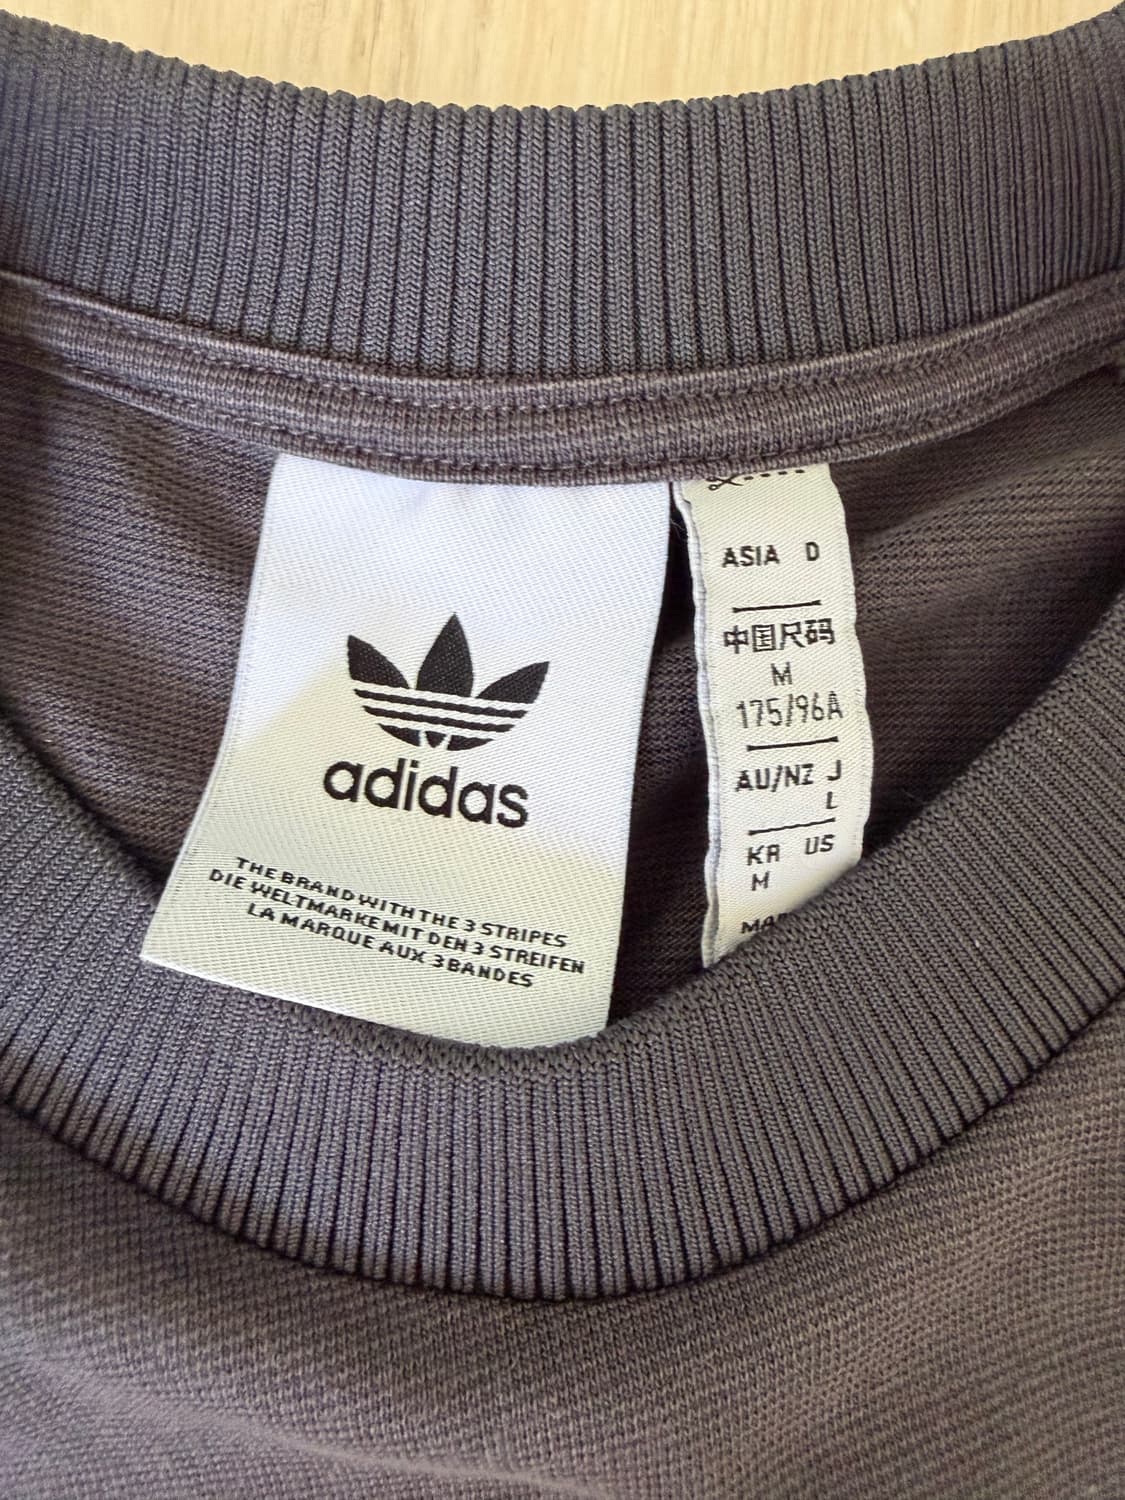 adidas
THE BRAND WITH THE 3 STRIPES
DIE WELTMARKE MIT DEN 3 STREIFEN
LA MARQUE AUX 3 BANDES
ASIA D
中国尺码
M
175/96A
AU/NZ J
L
KR US
M